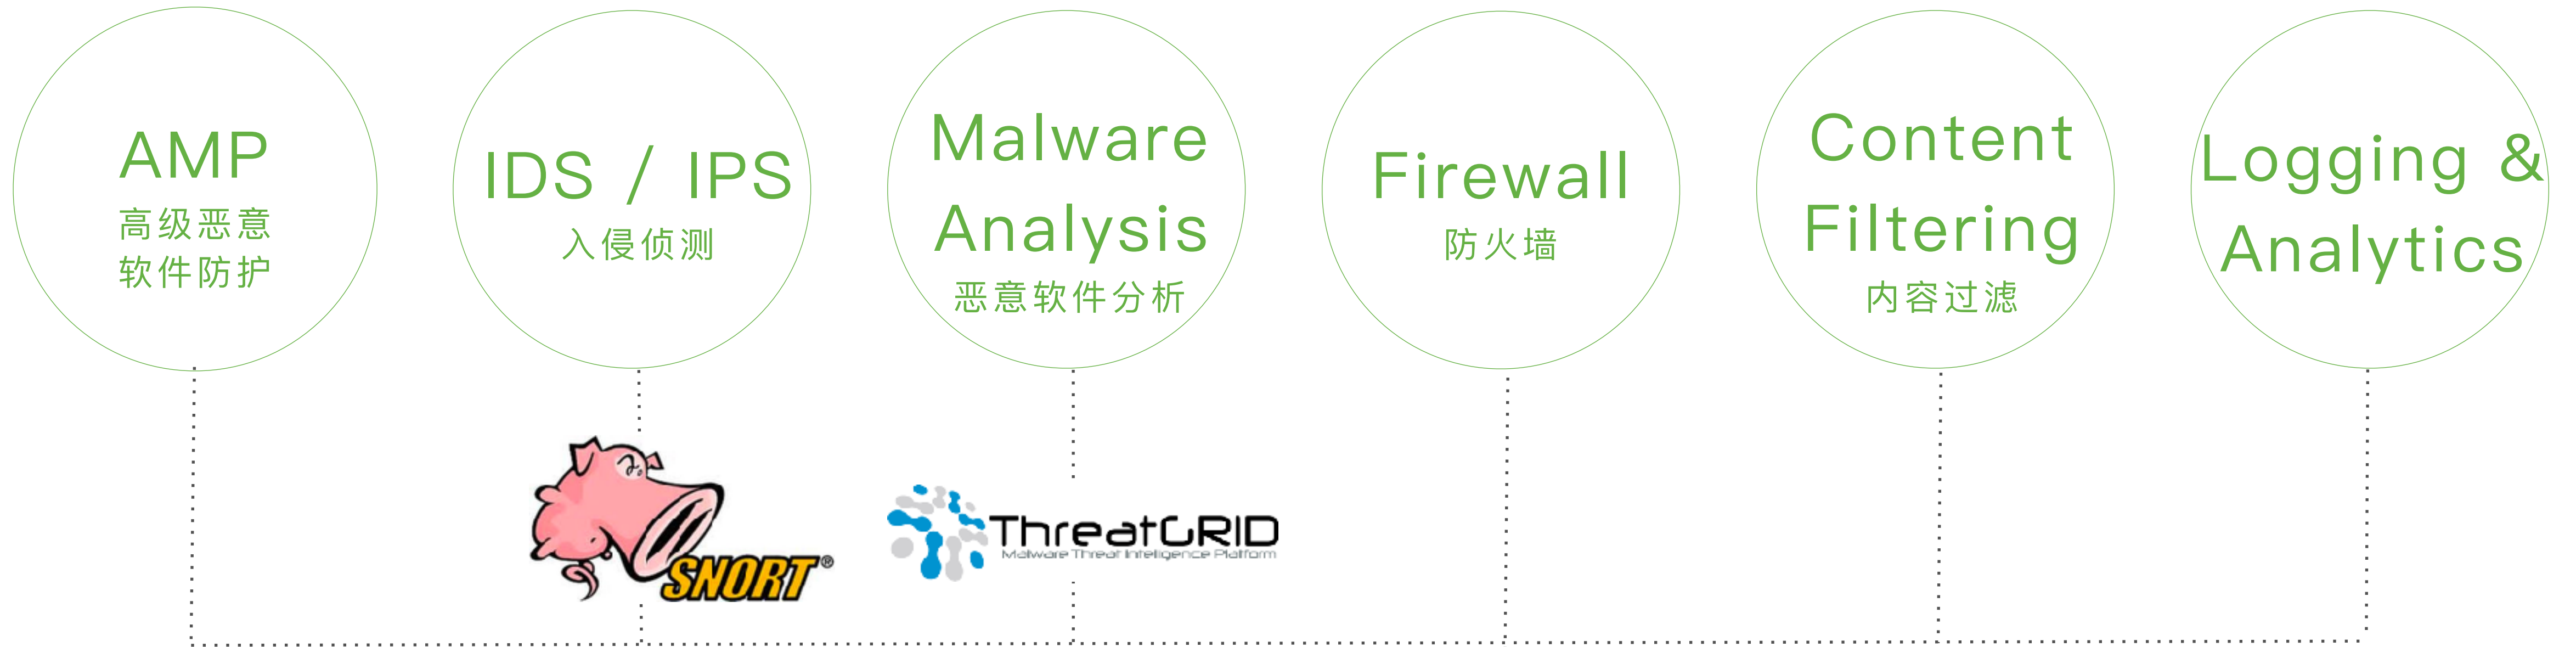 AMP
高级恶意
软件防护
IDS / IPS
入侵侦测
Malware
Analysis
恶意软件分析
Firewall
防火墙
Content
Filtering
内容过滤
Logging &
Analytics
SNORT®
ThreatGRID
Malware Threat Intelligence Platform